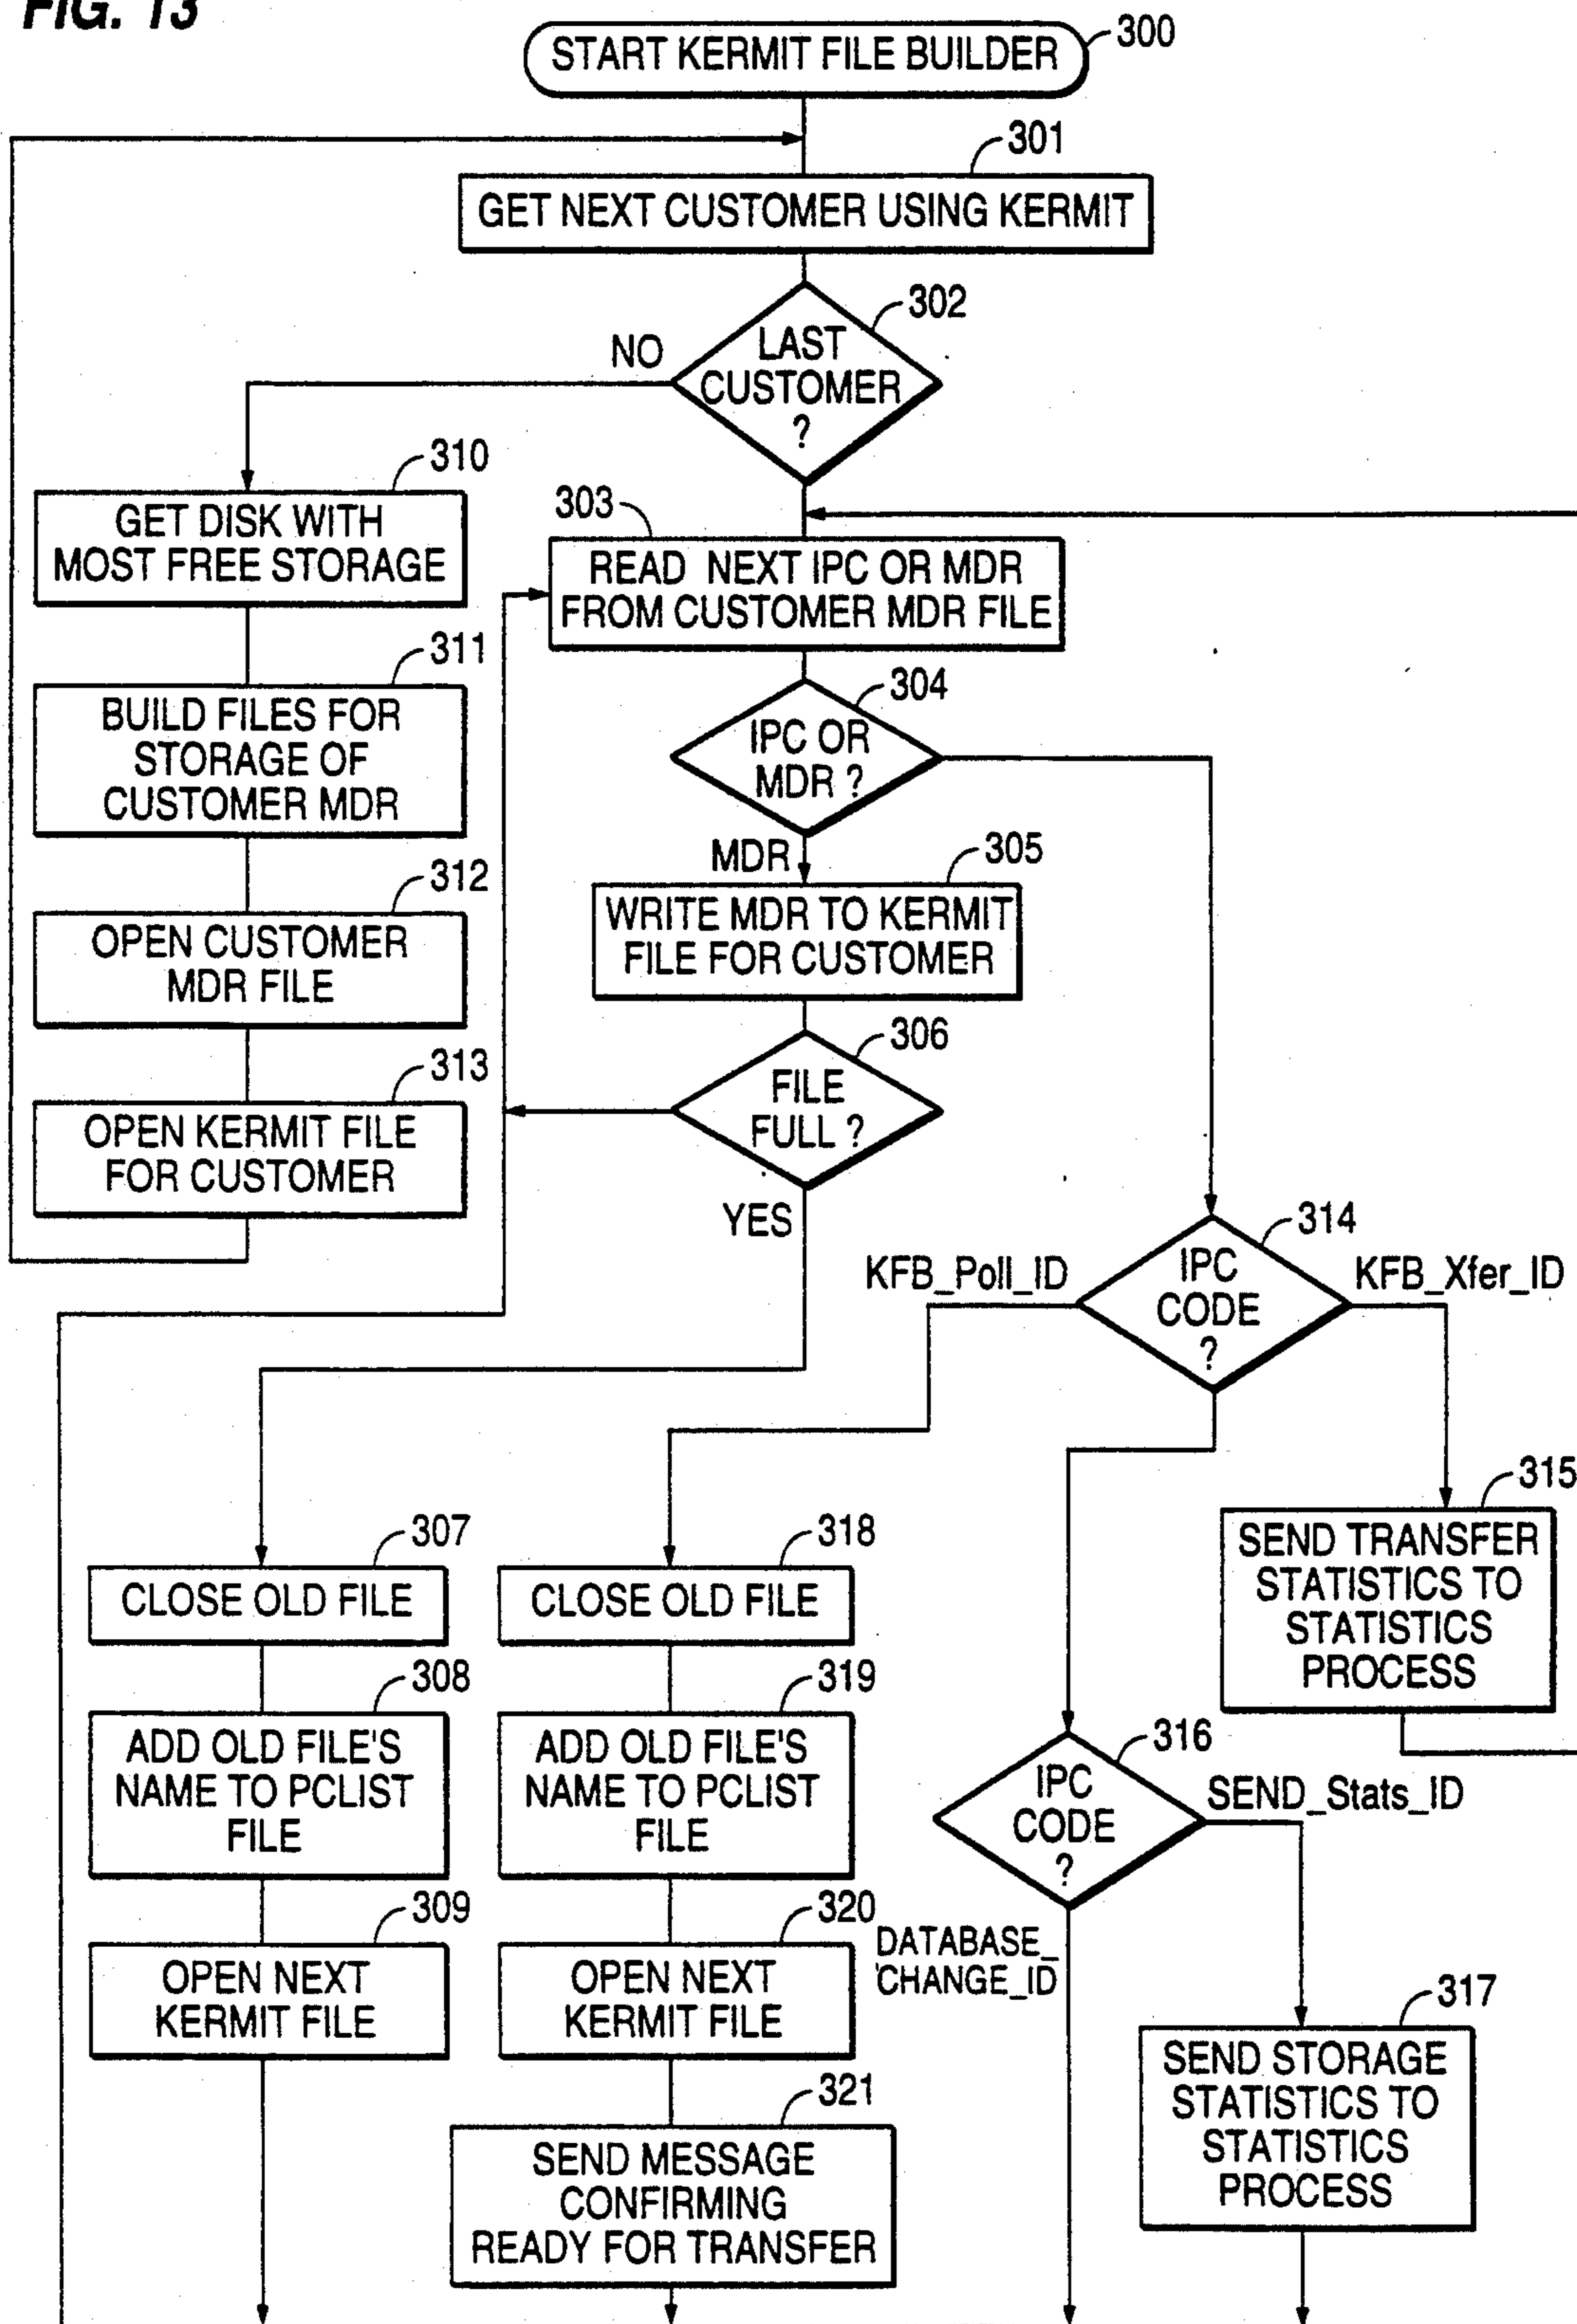 FIG. 13
START KERMIT FILE BUILDER
300
301
GET NEXT CUSTOMER USING KERMIT
302
LAST
CUSTOMER
?
NO
310
GET DISK WITH
MOST FREE STORAGE
311
BUILD FILES FOR
STORAGE OF
CUSTOMER MDR
312
OPEN CUSTOMER
MDR FILE
313
OPEN KERMIT FILE
FOR CUSTOMER
303
READ NEXT IPC OR MDR
FROM CUSTOMER MDR FILE
304
IPC OR
MDR ?
MDR
305
WRITE MDR TO KERMIT
FILE FOR CUSTOMER
306
FILE
FULL ?
YES
314
IPC
CODE
?
KFB_Poll_ID
KFB_Xfer_ID
315
SEND TRANSFER
STATISTICS TO
STATISTICS
PROCESS
307
CLOSE OLD FILE
308
ADD OLD FILE'S
NAME TO PCLIST
FILE
309
OPEN NEXT
KERMIT FILE
318
CLOSE OLD FILE
319
ADD OLD FILE'S
NAME TO PCLIST
FILE
320
OPEN NEXT
KERMIT FILE
321
SEND MESSAGE
CONFIRMING
READY FOR TRANSFER
316
IPC
CODE
?
SEND_Stats_ID
DATABASE_
CHANGE_ID
317
SEND STORAGE
STATISTICS TO
STATISTICS
PROCESS